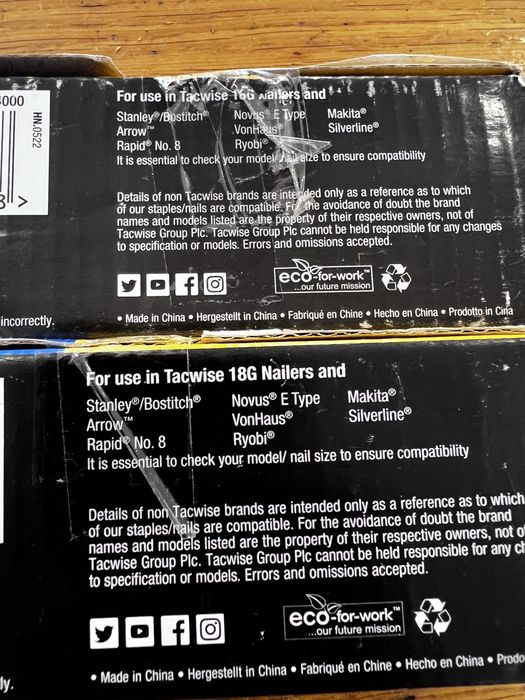 000
HN.0522
>
For use in Tacwise Nailers and
Stanley®/Bostitch® Novus® E Type Makita®
Arrow™ VonHaus® Silverline®
Rapid® No. 8 Ryobi®
It is essential to check your model/ nail size to ensure compatibility
Details of non Tacwise brands are intended only as a reference as to which
of our staples/nails are compatible. For the avoidance of doubt the brand
names and models listed are the property of their respective owners, not of
Tacwise Group Plc. Tacwise Group Plc cannot be held responsible for any changes
to specification or models. Errors and omissions accepted.
eco-for-work™
...our future mission
incorrectly.
• Made in China • Hergestellt in China • Fabriqué en Chine • Hecho en China • Prodotto in Cina
For use in Tacwise 18G Nailers and
Stanley®/Bostitch® Novus® E Type Makita®
Arrow™ VonHaus® Silverline®
Rapid® No. 8 Ryobi®
It is essential to check your model/ nail size to ensure compatibility
Details of non Tacwise brands are intended only as a reference as to which
of our staples/nails are compatible. For the avoidance of doubt the brand
names and models listed are the property of their respective owners, not o
Tacwise Group Plc. Tacwise Group Plc cannot be held responsible for any ch
to specification or models. Errors and omissions accepted.
eco-for-work™
...our future mission
ly.
• Made in China • Hergestellt in China • Fabriqué en Chine • Hecho en China • Prodo